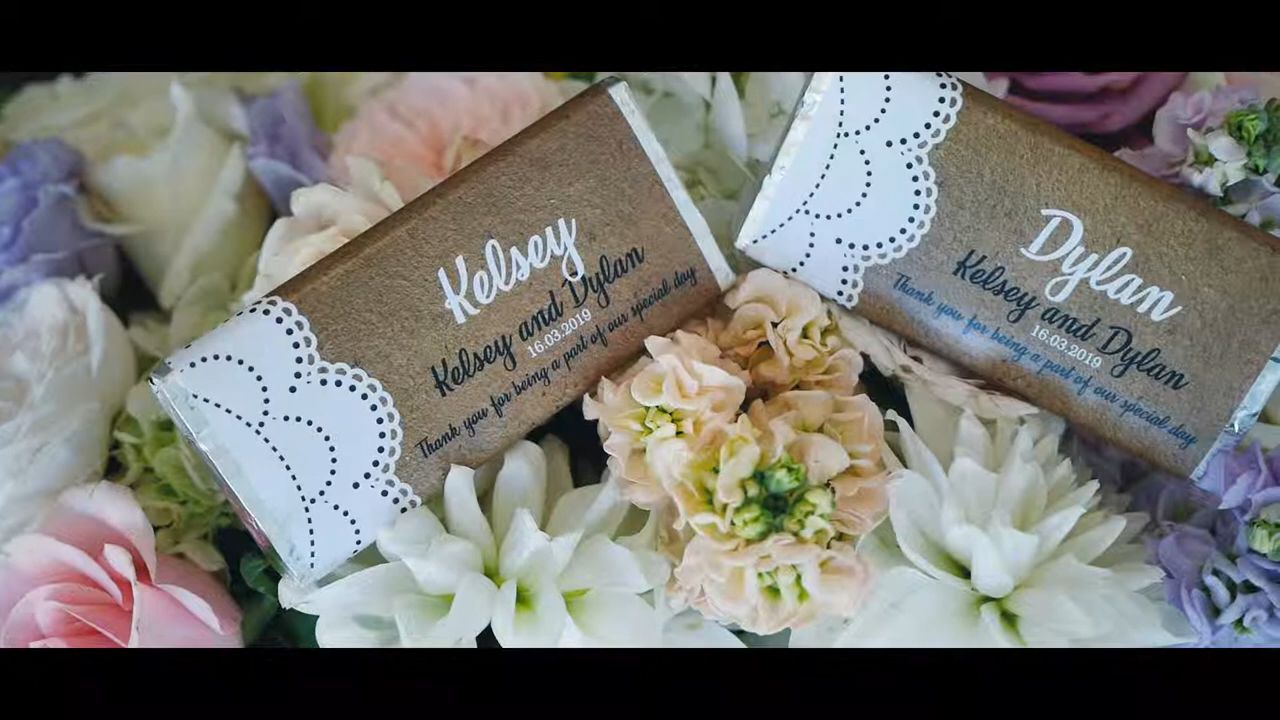 Kelsey
Kelsey and Dylan
16.03.2019
Thank you for being a part of our special day
Dylan
Kelsey and Dylan
16.03.2019
Thank you for being a part of our special day